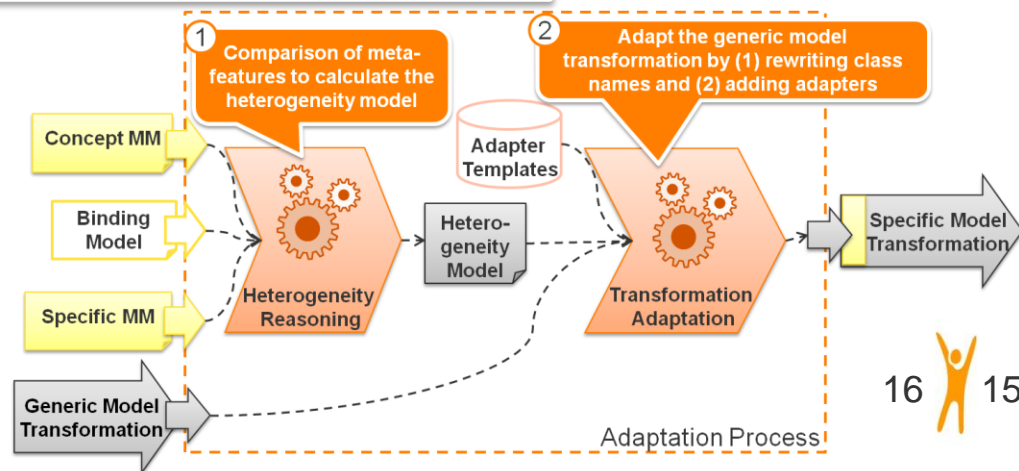 1
Comparison of meta-
features to calculate the
heterogeneity model
2
Adapt the generic model
transformation by (1) rewriting class
names and (2) adding adapters
Concept MM
Binding
Model
Specific MM
Generic Model
Transformation
Heterogeneity
Reasoning
Hetero-
geneity
Model
Adapter
Templates
Transformation
Adaptation
Specific Model
Transformation
Adaptation Process
16 15